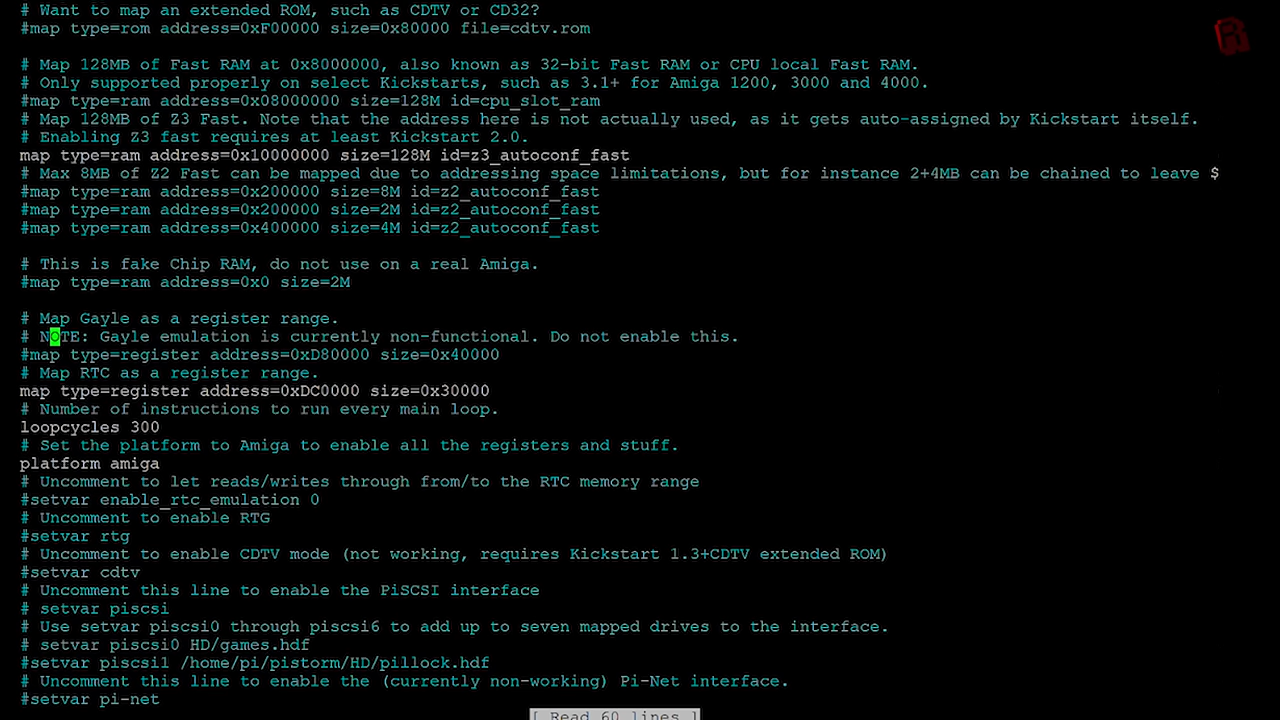 # Want to map an extended ROM, such as CDTV or CD32?
#map type=rom address=0xF00000 size=0x80000 file=cdtv.rom
# Map 128MB of Fast RAM at 0x8000000, also known as 32-bit Fast RAM or CPU local Fast RAM.
# Only supported properly on select Kickstarts, such as 3.1+ for Amiga 1200, 3000 and 4000.
#map type=ram address=0x08000000 size=128M id=cpu_slot_ram
# Map 128MB of Z3 Fast. Note that the address here is not actually used, as it gets auto-assigned by Kickstart itself.
# Enabling Z3 fast requires at least Kickstart 2.0.
map type=ram address=0x10000000 size=128M id=z3_autoconf_fast
# Max 8MB of Z2 Fast can be mapped due to addressing space limitations, but for instance 2+4MB can be chained to leave $
#map type=ram address=0x200000 size=8M id=z2_autoconf_fast
#map type=ram address=0x200000 size=2M id=z2_autoconf_fast
#map type=ram address=0x400000 size=4M id=z2_autoconf_fast
# This is fake Chip RAM, do not use on a real Amiga.
#map type=ram address=0x0 size=2M
# Map Gayle as a register range.
# NOTE: Gayle emulation is currently non-functional. Do not enable this.
#map type=register address=0xD80000 size=0x40000
# Map RTC as a register range.
map type=register address=0xDC0000 size=0x30000
# Number of instructions to run every main loop.
loopcycles 300
# Set the platform to Amiga to enable all the registers and stuff.
platform amiga
# Uncomment to let reads/writes through from/to the RTC memory range
#setvar enable_rtc_emulation 0
# Uncomment to enable RTG
#setvar rtg
# Uncomment to enable CDTV mode (not working, requires Kickstart 1.3+CDTV extended ROM)
#setvar cdtv
# Uncomment this line to enable the PiSCSI interface
# setvar piscsi
# Use setvar piscsi0 through piscsi6 to add up to seven mapped drives to the interface.
# setvar piscsi0 HD/games.hdf
#setvar piscsi1 /home/pi/pistorm/HD/pillock.hdf
# Uncomment this line to enable the (currently non-working) Pi-Net interface.
#setvar pi-net
[ Read 60 lines ]
R